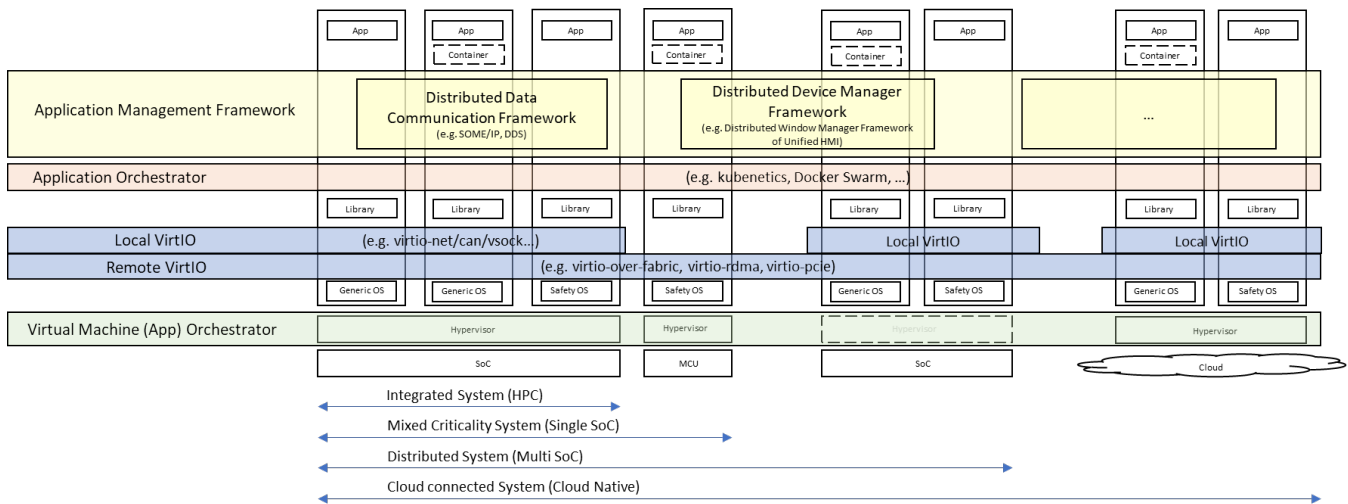 App App App App App App App App
Container Container Container Container
Application Management Framework
Distributed Data
Communication Framework
(e.g. SOME/IP, DDS)
Distributed Device Manager
Framework
(e.g. Distributed Window Manager Framework
of Unified HMI)
...
Application Orchestrator (e.g. kubenetics, Docker Swarm, ...)
Library Library Library Library Library Library Library Library
Local VirtIO (e.g. virtio-net/can/vsock...) Local VirtIO Local VirtIO
Remote VirtIO (e.g. virtio-over-fabric, virtio-rdma, virtio-pcie)
Generic OS Generic OS Safety OS Safety OS Generic OS Safety OS Generic OS Safety OS
Virtual Machine (App) Orchestrator Hypervisor Hypervisor Hypervisor Hypervisor
SoC MCU SoC Cloud
Integrated System (HPC)
Mixed Criticality System (Single SoC)
Distributed System (Multi SoC)
Cloud connected System (Cloud Native)